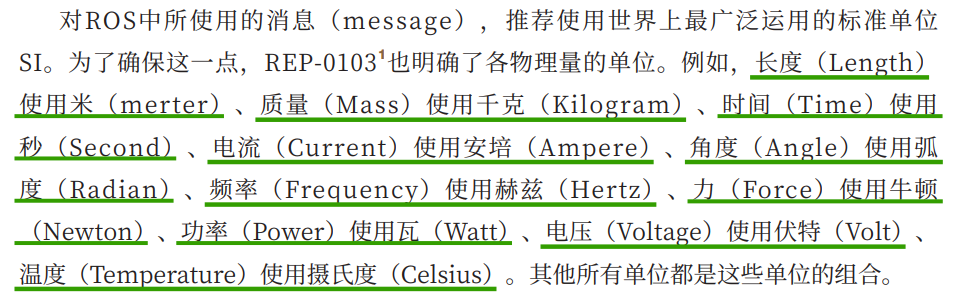 对ROS中所使用的消息（message），推荐使用世界上最广泛运用的标准单位
SI。为了确保这一点，REP-0103¹也明确了各物理量的单位。例如，长度（Length）
使用米（merter）、质量（Mass）使用千克（Kilogram）、时间（Time）使用
秒（Second）、电流（Current）使用安培（Ampere）、角度（Angle）使用弧
度（Radian）、频率（Frequency）使用赫兹（Hertz）、力（Force）使用牛顿
（Newton）、功率（Power）使用瓦（Watt）、电压（Voltage）使用伏特（Volt）、
温度（Temperature）使用摄氏度（Celsius）。其他所有单位都是这些单位的组合。